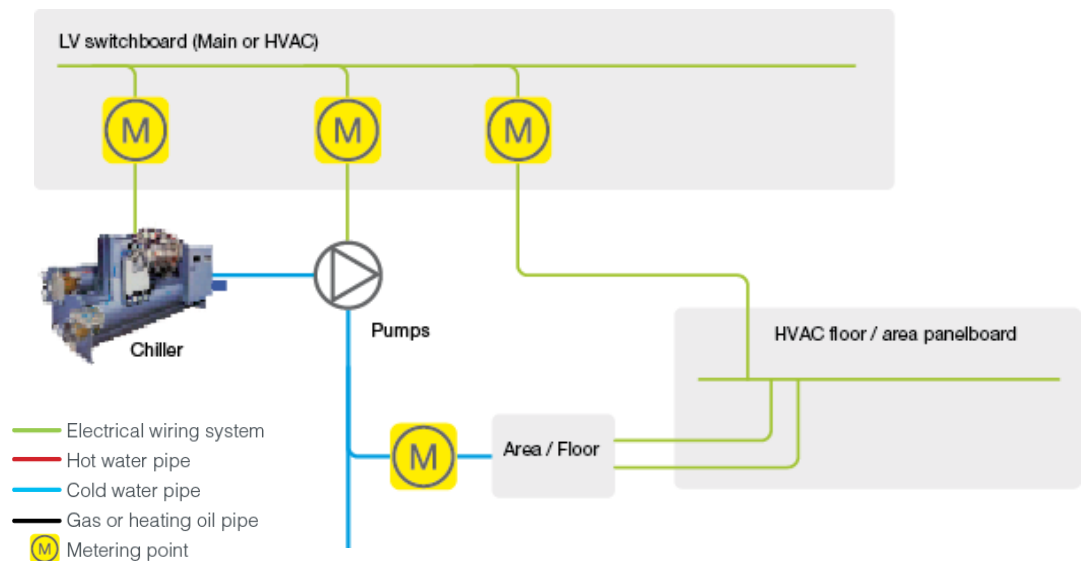 LV switchboard (Main or HVAC)
M
M
M
Chiller
Pumps
HVAC floor / area panelboard
M
Area / Floor
Electrical wiring system
Hot water pipe
Cold water pipe
Gas or heating oil pipe
M Metering point